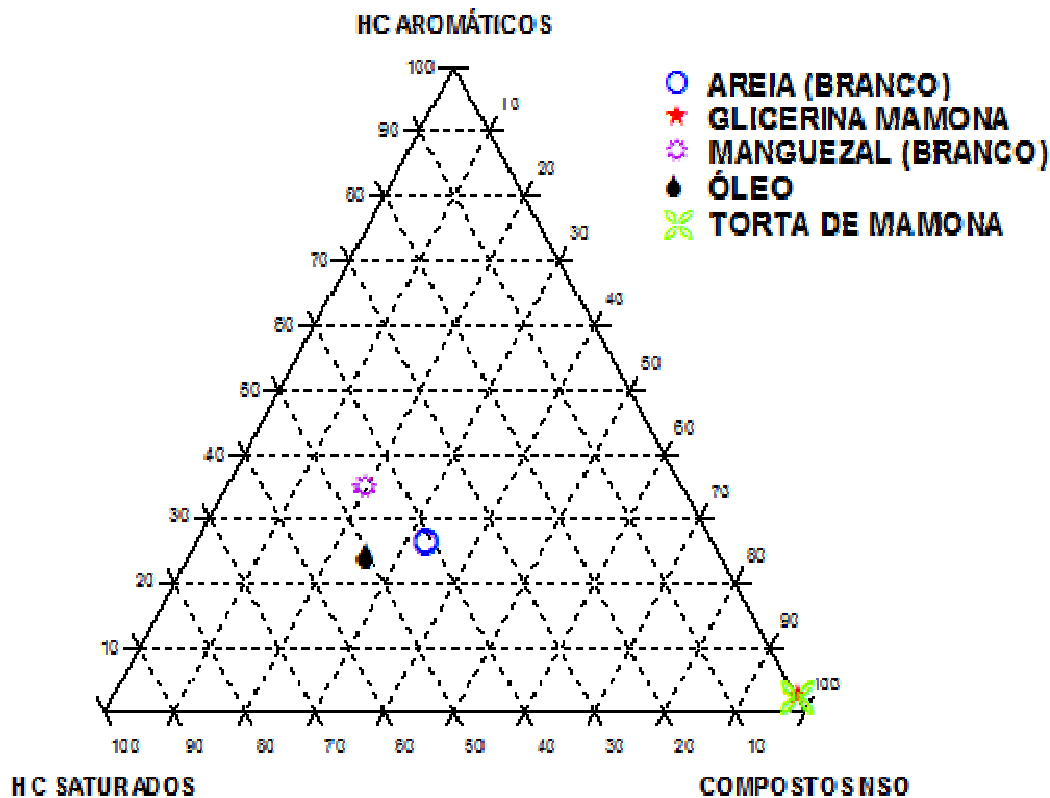 HC AROMÁTICOS
100
10
90
20
80
30
70
40
60
50
50
60
40
70
30
80
20
90
10
100
100 90 80 70 60 50 40 30 20 10
HC SATURADOS
COMPOSTOS NSO
AREIA (BRANCO)
GLICERINA MAMONA
MANGUEZAL (BRANCO)
ÓLEO
TORTA DE MAMONA